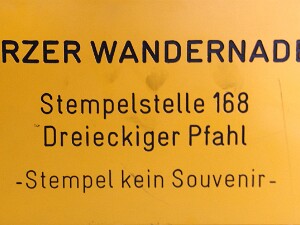 RZER WANDERNADE
Stempelstelle 168
Dreieckiger Pfahl
-Stempel kein Souvenir-